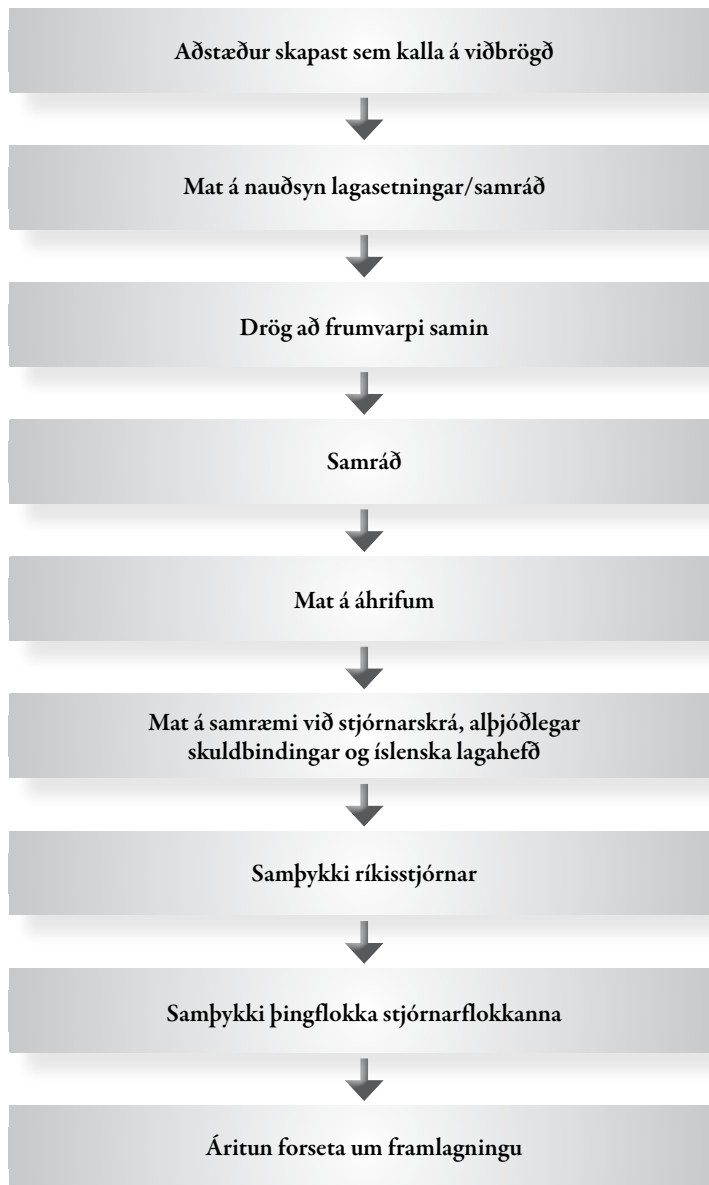 Aðstæður skapast sem kalla á viðbrögð
Mat á nauðsyn lagasetningar/samráð
Drög að frumvarpi samin
Samráð
Mat á áhrifum
Mat á samræmi við stjórnarskrá, alþjóðlegar
skuldbindingar og íslenska lagahefð
Samþykki ríkisstjórnar
Samþykki þingflokka stjórnarflokkanna
Áritun forseta um framlagningu